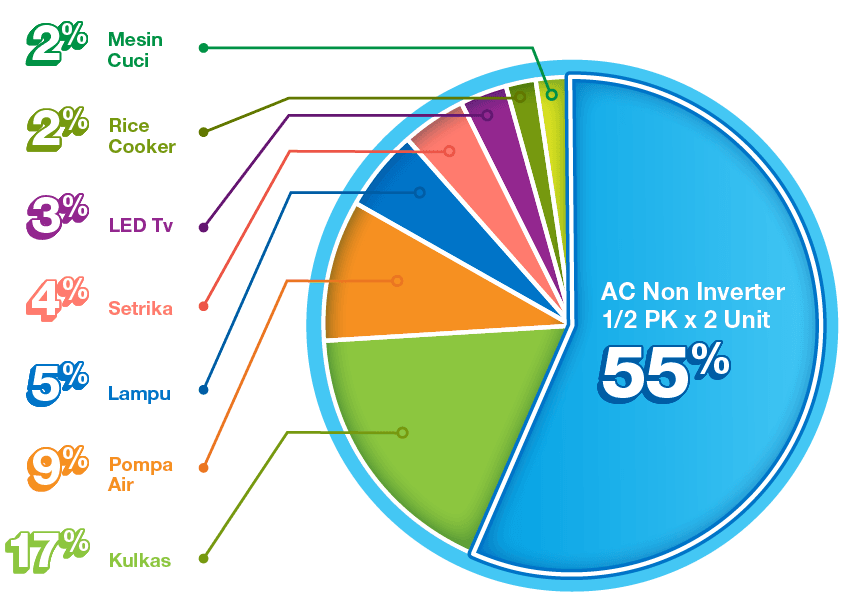 2%
Mesin
Cuci
2%
Rice
Cooker
3%
LED Tv
4%
Setrika
5%
Lampu
9%
Pompa
Air
17%
Kulkas
AC Non Inverter
1/2 PK x 2 Unit
55%